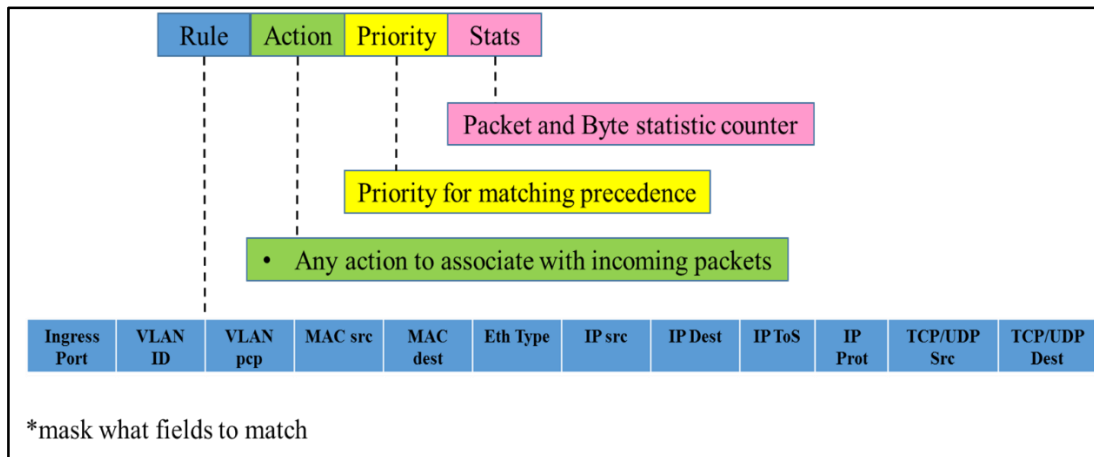 Rule Action Priority Stats
Packet and Byte statistic counter
Priority for matching precedence
• Any action to associate with incoming packets
Ingress Port
VLAN ID
VLAN pcp
MAC src
MAC dest
Eth Type
IP src
IP Dest
IP ToS
IP Prot
TCP/UDP Src
TCP/UDP Dest
*mask what fields to match